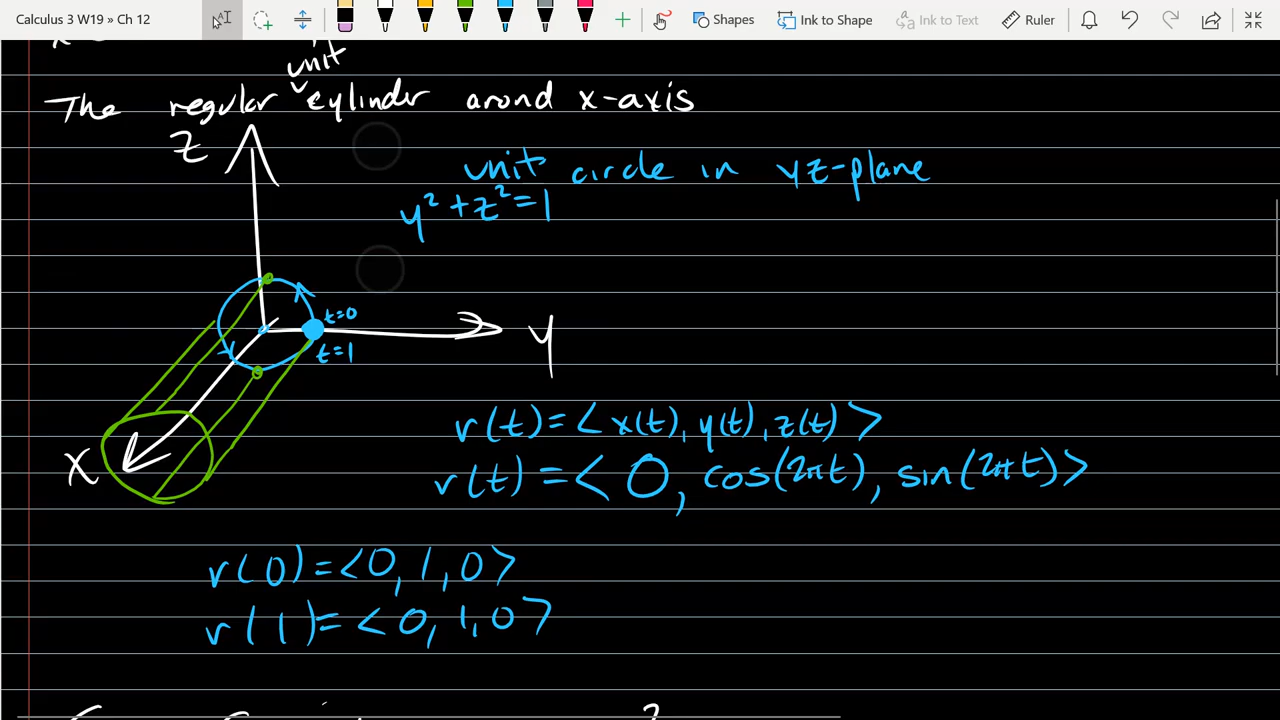 Calculus 3 W19 » Ch 12
Shapes
Ink to Shape
Ink to Text
Ruler
unit
The regular cylinder arond x-axis
Z
unit circle in yz-plane
y² + z² = 1
t=0
t=1
Y
X
r(t) = < x(t), y(t), z(t) >
r(t) = < 0, cos(2πt), sin(2πt) >
r(0) = < 0, 1, 0 >
r(1) = < 0, 1, 0 >